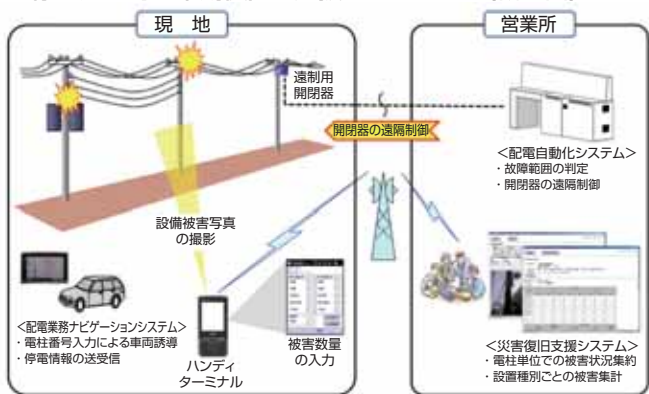 現 地
遠制用
開閉器
設備被害写真
の撮影
<配電業務ナビゲーションシステム>
・電柱番号入力による車両誘導
・停電情報の送受信
ハンディ
ターミナル
被害数量
の入力
開閉器の遠隔制御
営業所
<配電自動化システム>
・故障範囲の判定
・開閉器の遠隔制御
<災害復旧支援システム>
・電柱単位での被害状況集約
・設置種別ごとの被害集計